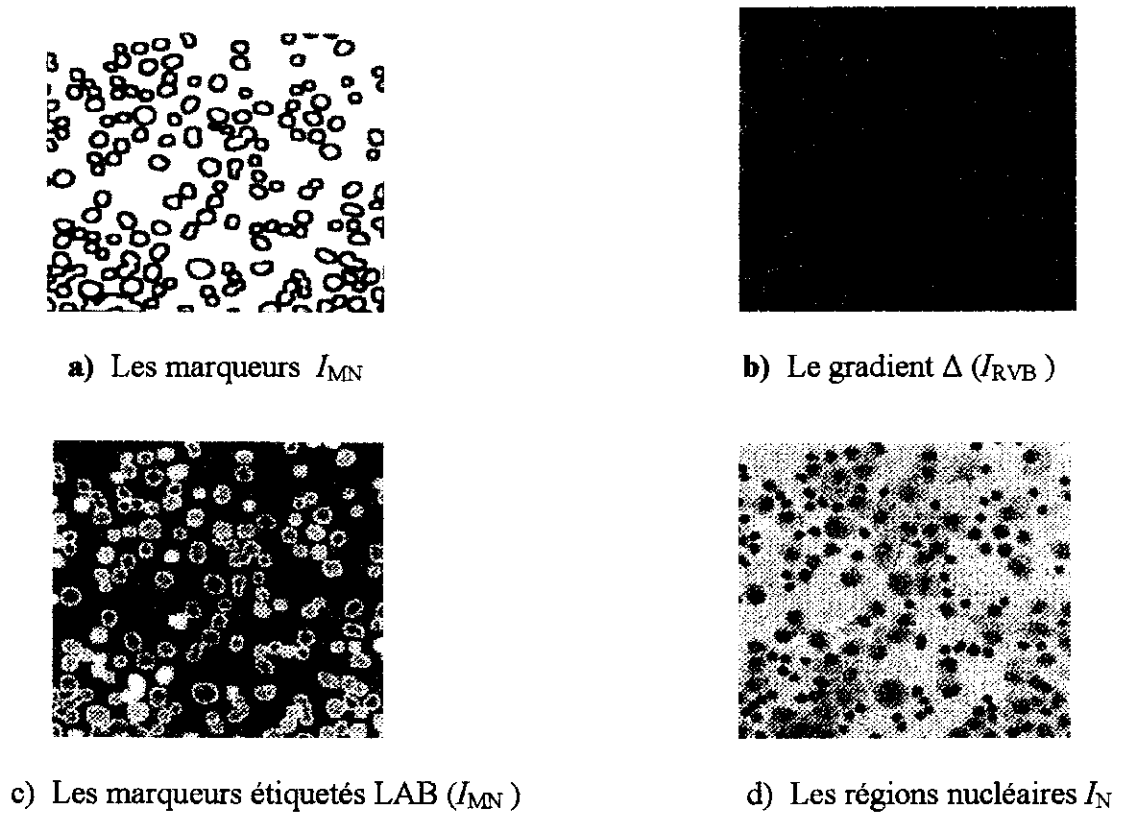 a) Les marqueurs I_MN
b) Le gradient Δ (I_RVB )
c) Les marqueurs étiquetés LAB (I_MN )
d) Les régions nucléaires I_N